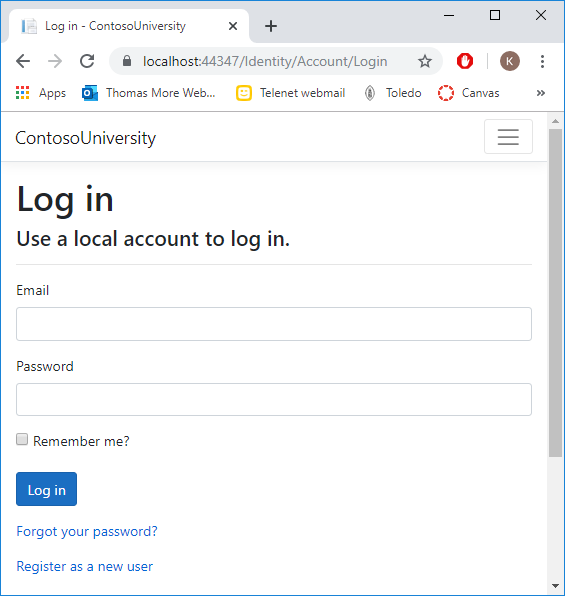 Log in - ContosoUniversity
localhost:44347/Identity/Account/Login
K
Apps Thomas More Web... Telenet webmail Toledo Canvas »
ContosoUniversity
Log in
Use a local account to log in.
Email
Password
Remember me?
Log in
Forgot your password?
Register as a new user